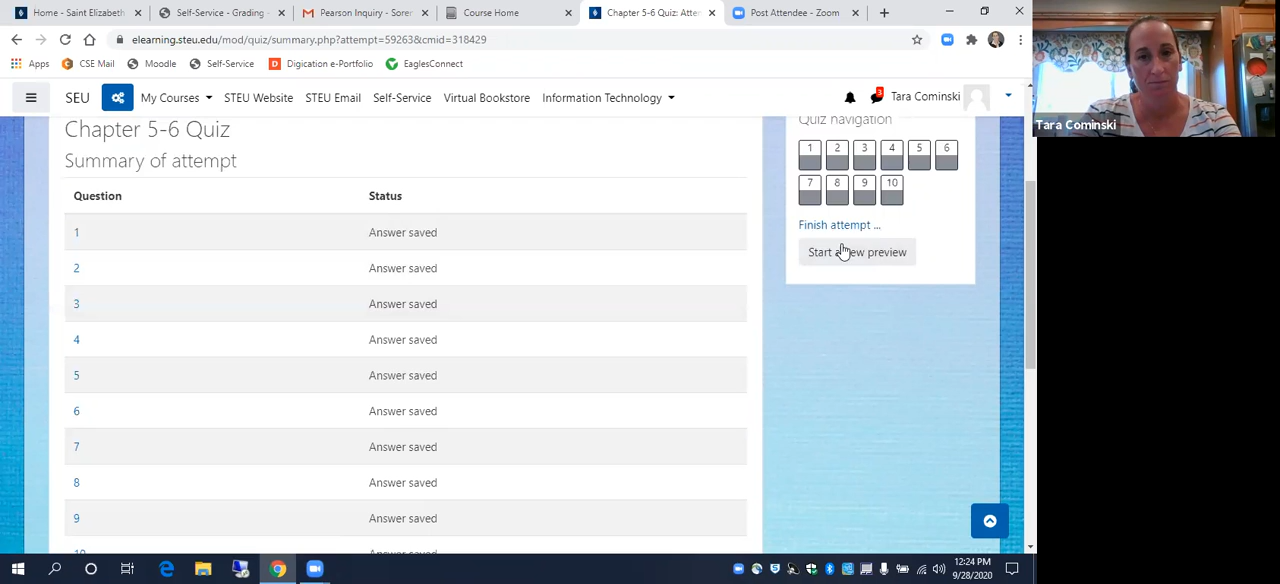 Home - Saint Elizabeth
Self-Service - Grading -
Pearson Inquiry - Sorer
Course Home
Chapter 5-6 Quiz: Atter
Post Attendee - Zoom
elearning.steu.edu/mod/quiz/summary.php?attempt=59263&cmid=318429
Apps
CSE Mail
Moodle
Self-Service
Digication e-Portfolio
EaglesConnect
Tara Cominski
SEU
My Courses
STEU Website
STEU Email
Self-Service
Virtual Bookstore
Information Technology
3
Tara Cominski
Chapter 5-6 Quiz
Summary of attempt
Question Status
1 Answer saved
2 Answer saved
3 Answer saved
4 Answer saved
5 Answer saved
6 Answer saved
7 Answer saved
8 Answer saved
9 Answer saved
10 Answer saved
Quiz navigation
1 2 3 4 5 6
7 8 9 10
Finish attempt ...
Start new preview
12:24 PM
9/28/2020